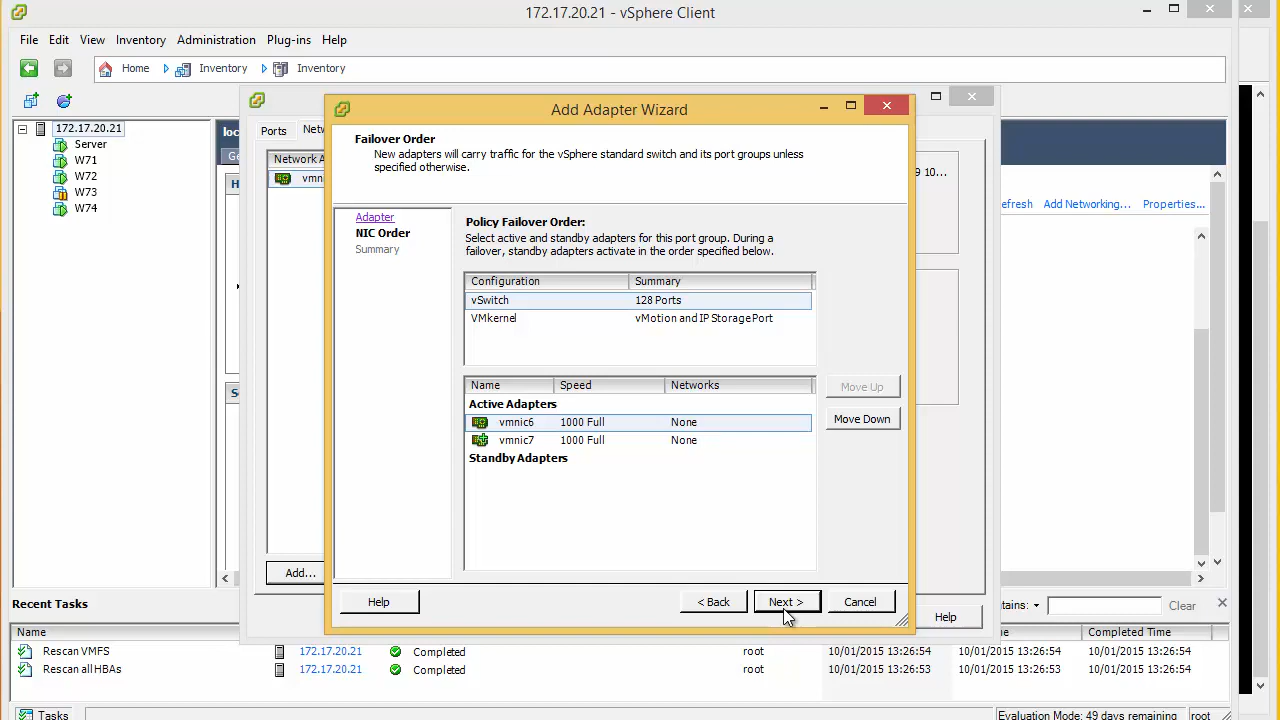 172.17.20.21 - vSphere Client
File Edit View Inventory Administration Plug-ins Help
Home Inventory Inventory
172.17.20.21
Server
W71
W72
W73
W74
Ports
Add Adapter Wizard
Failover Order
New adapters will carry traffic for the vSphere standard switch and its port groups unless
specified otherwise.
Adapter
NIC Order
Summary
Policy Failover Order:
Select active and standby adapters for this port group. During a
failover, standby adapters activate in the order specified below.
Configuration Summary
vSwitch 128 Ports
VMkernel vMotion and IP Storage Port
Name Speed Networks
Active Adapters
vmnic6 1000 Full None
vmnic7 1000 Full None
Standby Adapters
Move Up
Move Down
Help < Back Next > Cancel
Network A
vmni
9 10...
efresh Add Networking... Properties...
Add...
Help
Recent Tasks
tains: Clear
Name Completed Time
Rescan VMFS 172.17.20.21 Completed root 10/01/2015 13:26:54 10/01/2015 13:26:54 10/01/2015 13:26:54
Rescan all HBAs 172.17.20.21 Completed root 10/01/2015 13:26:53 10/01/2015 13:26:53 10/01/2015 13:26:54
Tasks Evaluation Mode: 49 days remaining root